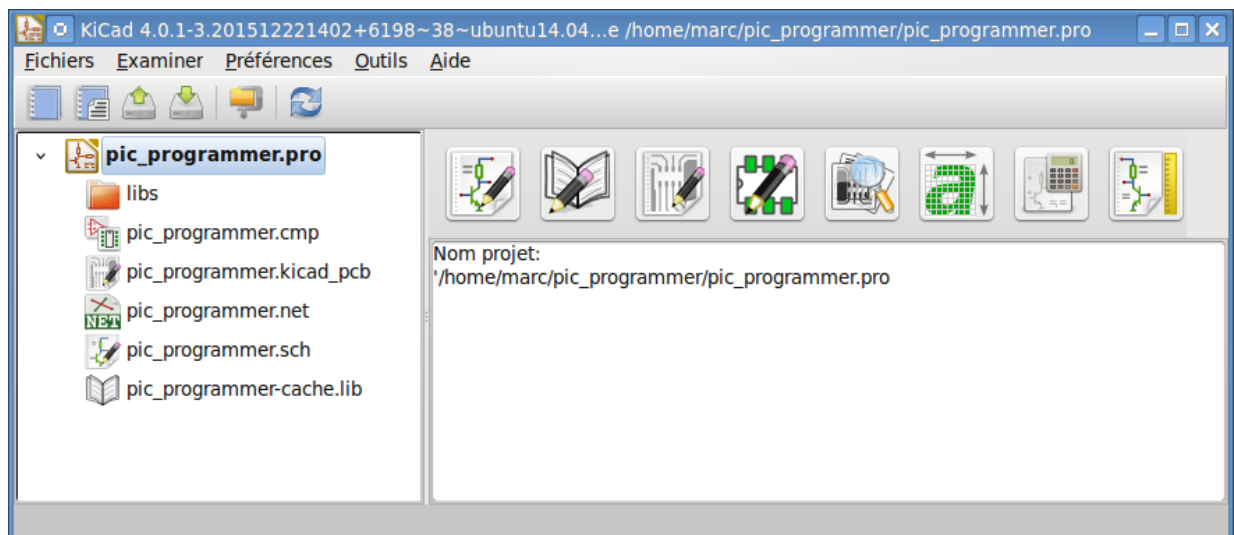 KiCad 4.0.1-3.201512221402+6198~38~ubuntu14.04...e /home/marc/pic_programmer/pic_programmer.pro
Fichiers Examiner Préférences Outils Aide
pic_programmer.pro
libs
pic_programmer.cmp
pic_programmer.kicad_pcb
NET pic_programmer.net
pic_programmer.sch
pic_programmer-cache.lib
a
Nom projet:
'/home/marc/pic_programmer/pic_programmer.pro